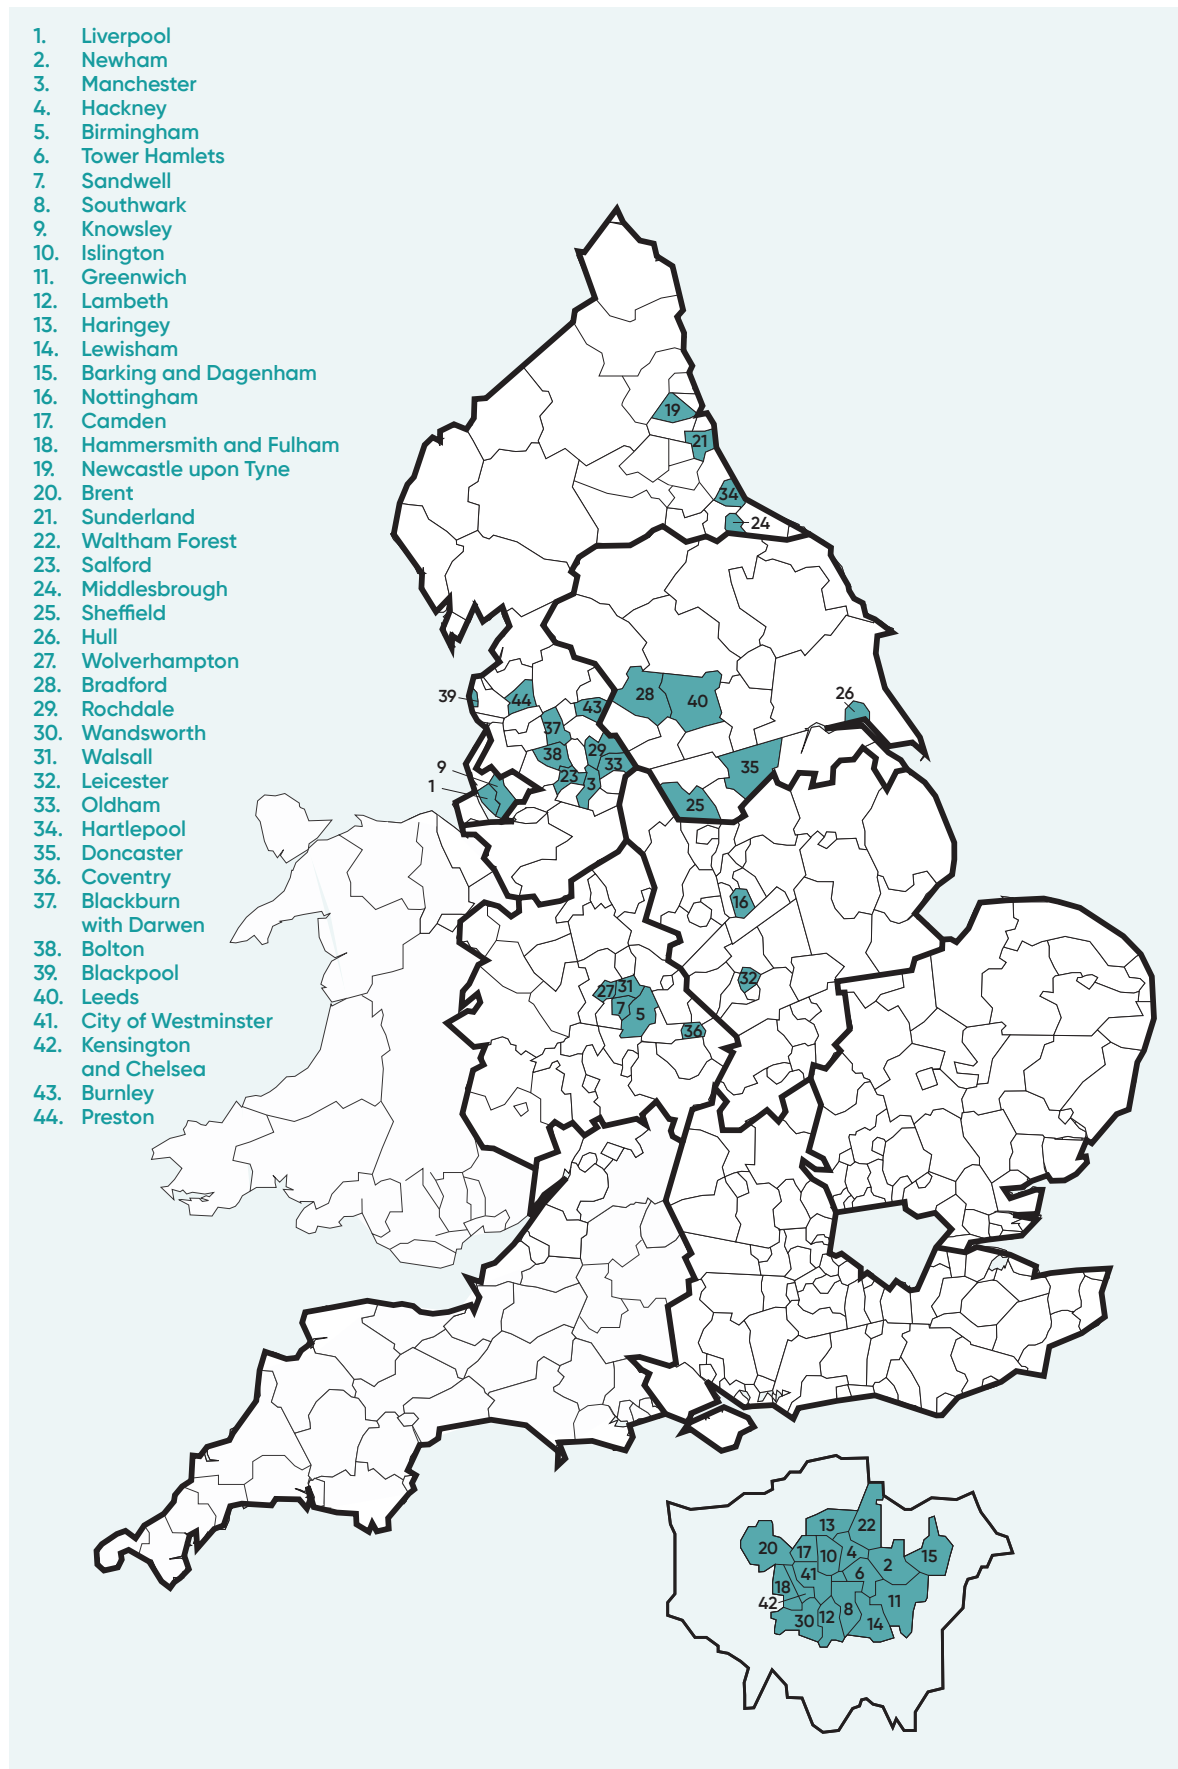 1. Liverpool
2. Newham
3. Manchester
4. Hackney
5. Birmingham
6. Tower Hamlets
7. Sandwell
8. Southwark
9. Knowsley
10. Islington
11. Greenwich
12. Lambeth
13. Haringey
14. Lewisham
15. Barking and Dagenham
16. Nottingham
17. Camden
18. Hammersmith and Fulham
19. Newcastle upon Tyne
20. Brent
21. Sunderland
22. Waltham Forest
23. Salford
24. Middlesbrough
25. Sheffield
26. Hull
27. Wolverhampton
28. Bradford
29. Rochdale
30. Wandsworth
31. Walsall
32. Leicester
33. Oldham
34. Hartlepool
35. Doncaster
36. Coventry
37. Blackburn
with Darwen
38. Bolton
39. Blackpool
40. Leeds
41. City of Westminster
42. Kensington
and Chelsea
43. Burnley
44. Preston
19
21
34
24
39
44
43
28
40
26
37
38
29
33
23
3
9
1
35
25
16
32
27
31
7
5
36
13
22
20
17
10
4
2
15
41
6
18
42
30
12
8
11
14